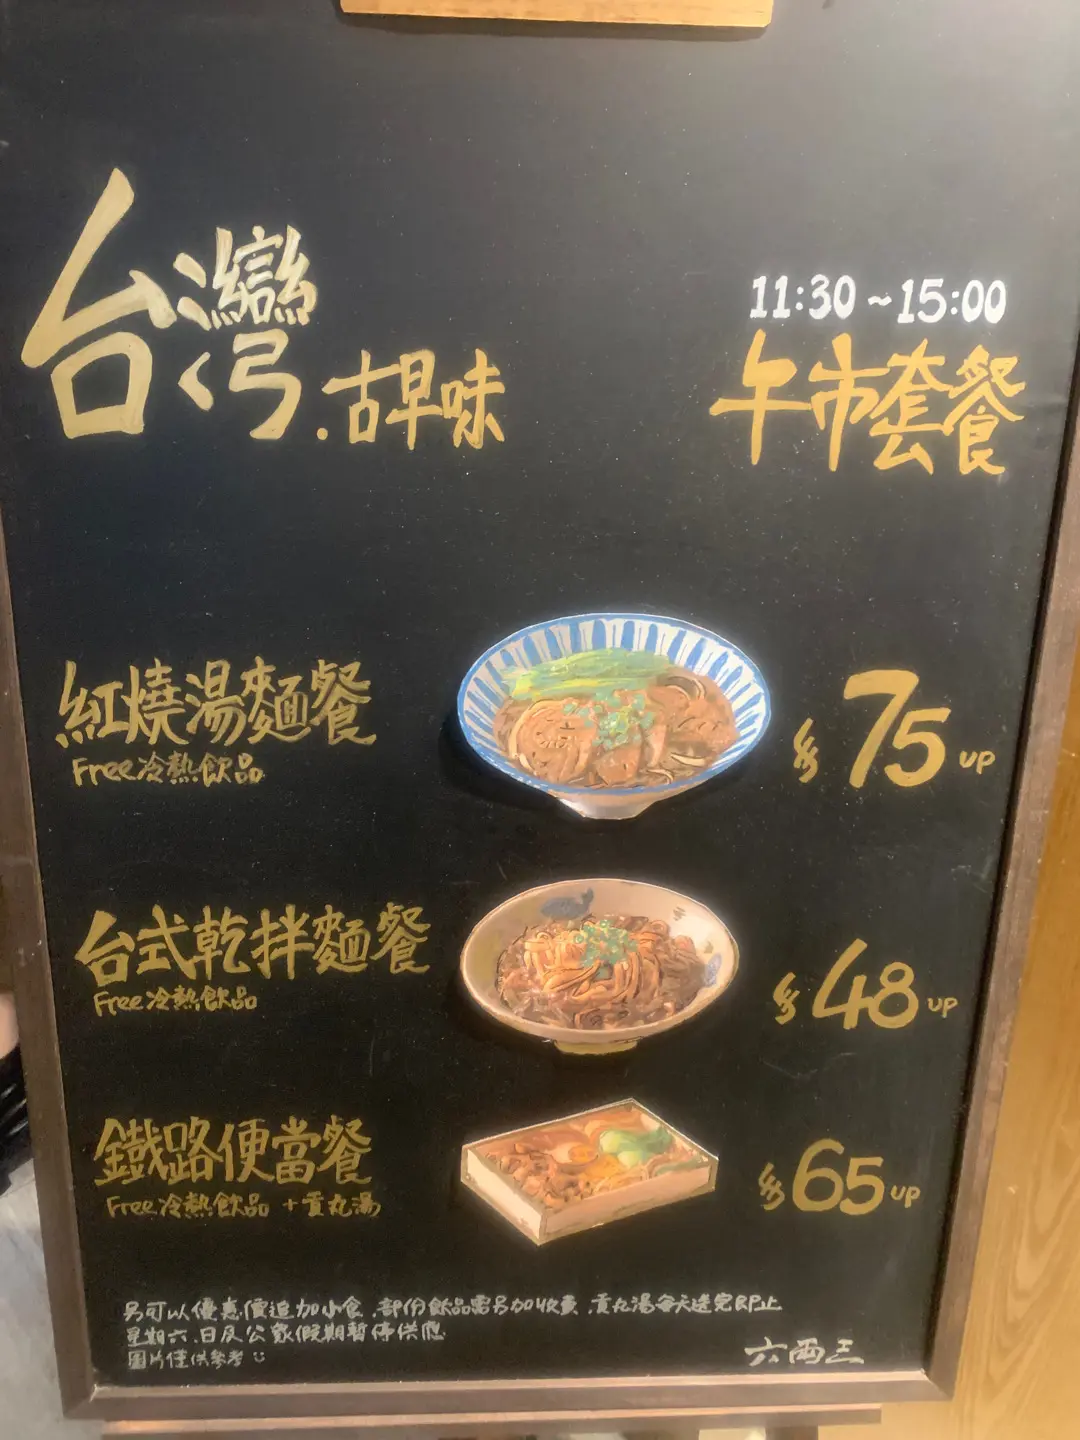 台灣.古早味
11:30~15:00
午市套餐
紅燒湯麵餐
Free冷熱飲品
$75up
台式乾拌麵餐
Free冷熱飲品
$48up
鐵路便當餐
Free冷熱飲品+貢丸湯
$65up
另可以優惠價追加小食.部份飲品需另加收費.貢丸湯每天送完即止
星期六.日及公眾假期暫停供應
圖片僅供參考
六兩三